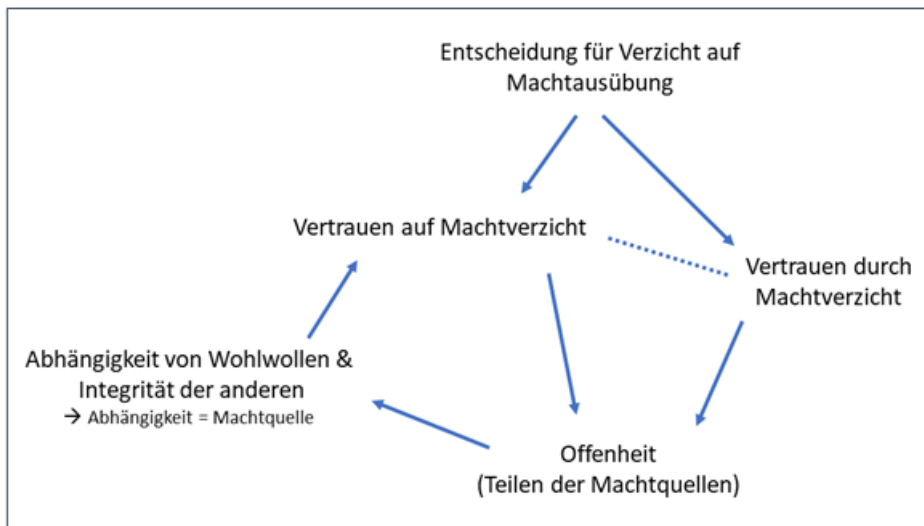 Entscheidung für Verzicht auf
Machtausübung
Vertrauen auf Machtverzicht
Vertrauen durch
Machtverzicht
Abhängigkeit von Wohlwollen &
Integrität der anderen
→ Abhängigkeit = Machtquelle
Offenheit
(Teilen der Machtquellen)